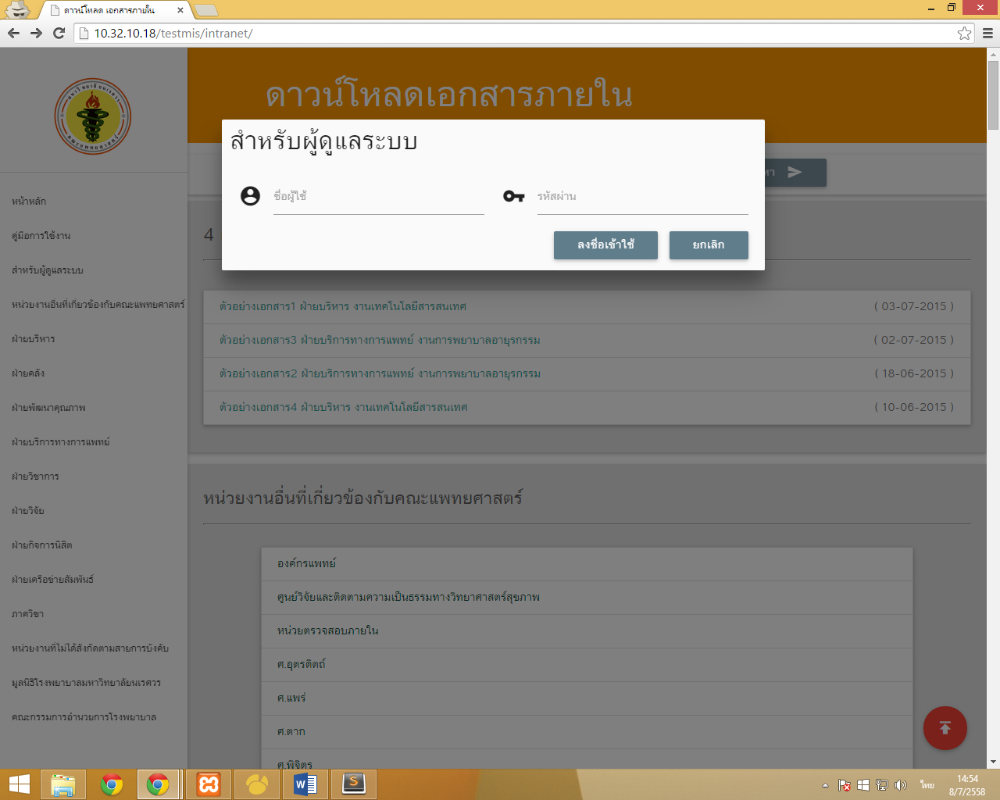 ดาวน์โหลด เอกสารภายใน
10.32.10.18/testmis/intranet/
มหาวิทยาลัยนเรศวร
คณะแพทยศาสตร์
ดาวน์โหลดเอกสารภายใน
สำหรับผู้ดูแลระบบ
ชื่อผู้ใช้
รหัสผ่าน
ลงชื่อเข้าใช้
ยกเลิก
หน้าหลัก
คู่มือการใช้งาน
สำหรับผู้ดูแลระบบ
หน่วยงานอื่นที่เกี่ยวข้องกับคณะแพทยศาสตร์
ฝ่ายบริหาร
ฝ่ายคลัง
ฝ่ายพัฒนาคุณภาพ
ฝ่ายบริการทางการแพทย์
ฝ่ายวิชาการ
ฝ่ายวิจัย
ฝ่ายกิจการนิสิต
ฝ่ายเครือข่ายสัมพันธ์
ภาควิชา
หน่วยงานที่ไม่ได้สังกัดตามสายการบังคับ
มูลนิธิโรงพยาบาลมหาวิทยาลัยนเรศวร
คณะกรรมการอำนวยการโรงพยาบาล
4
ตัวอย่างเอกสาร1 ฝ่ายบริหาร งานเทคโนโลยีสารสนเทศ ( 03-07-2015 )
ตัวอย่างเอกสาร3 ฝ่ายบริการทางการแพทย์ งานการพยาบาลอายุรกรรม ( 02-07-2015 )
ตัวอย่างเอกสาร2 ฝ่ายบริการทางการแพทย์ งานการพยาบาลอายุรกรรม ( 18-06-2015 )
ตัวอย่างเอกสาร4 ฝ่ายบริหาร งานเทคโนโลยีสารสนเทศ ( 10-06-2015 )
หน่วยงานอื่นที่เกี่ยวข้องกับคณะแพทยศาสตร์
องค์กรแพทย์
ศูนย์วิจัยและติดตามความเป็นธรรมทางวิทยาศาสตร์สุขภาพ
หน่วยตรวจสอบภายใน
ศ.อุตรดิตถ์
ศ.แพร่
ศ.ตาก
ศ.พิจิตร
ไทย
14:54
8/7/2558